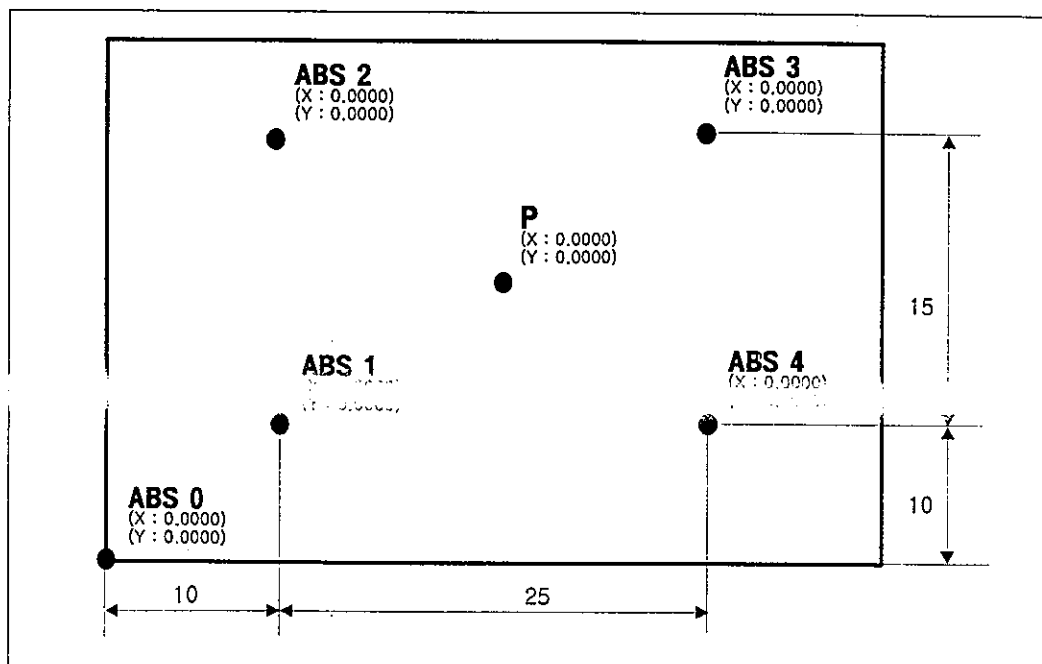 ABS 2
(X : 0.0000)
(Y : 0.0000)
ABS 3
(X : 0.0000)
(Y : 0.0000)
P
(X : 0.0000)
(Y : 0.0000)
15
ABS 1
ABS 4
(X : 0.0000)
10
ABS 0
(X : 0.0000)
(Y : 0.0000)
10
25